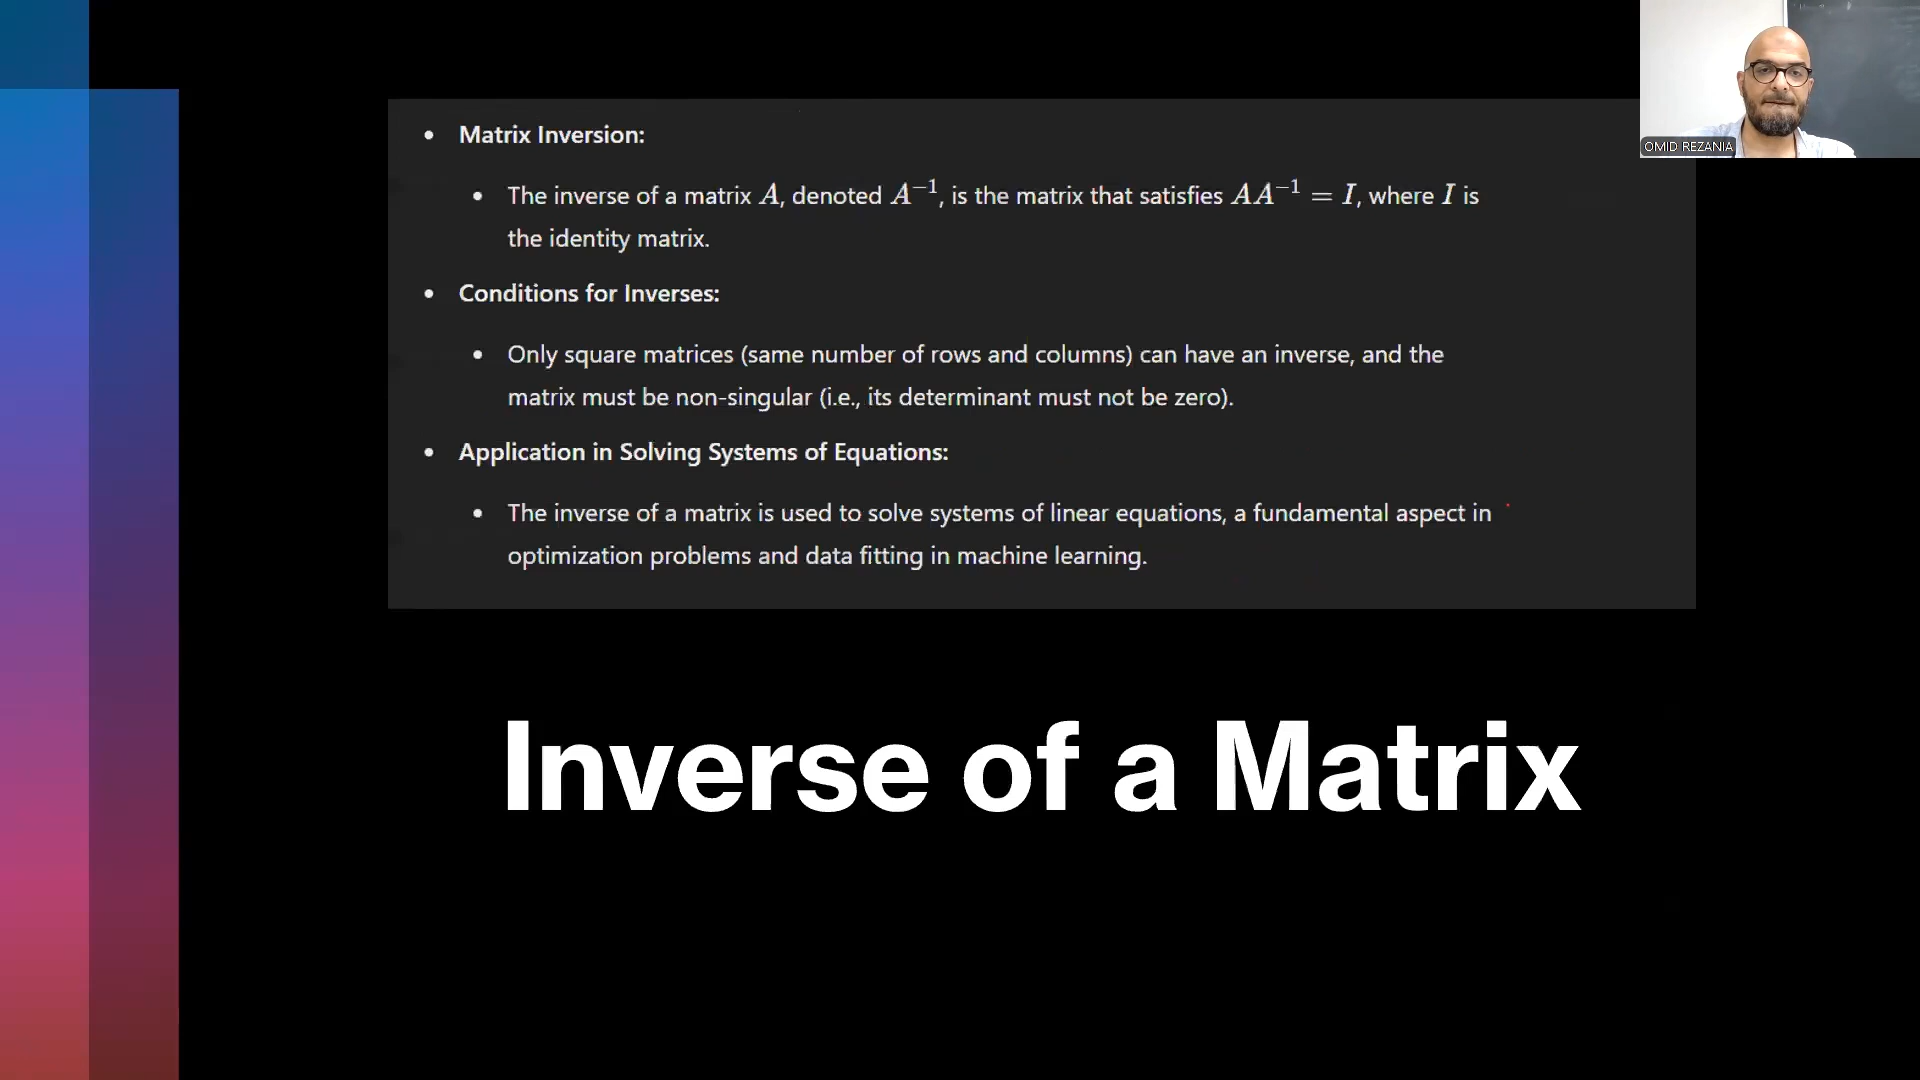 OMID REZANIA
• Matrix Inversion:
• The inverse of a matrix A, denoted A⁻¹, is the matrix that satisfies AA⁻¹ = I, where I is
the identity matrix.
• Conditions for Inverses:
• Only square matrices (same number of rows and columns) can have an inverse, and the
matrix must be non-singular (i.e., its determinant must not be zero).
• Application in Solving Systems of Equations:
• The inverse of a matrix is used to solve systems of linear equations, a fundamental aspect in
optimization problems and data fitting in machine learning.
Inverse of a Matrix